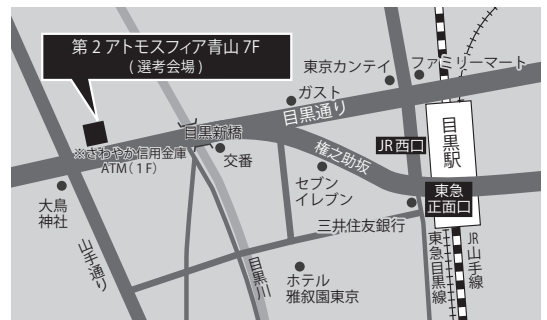 第2アトモスフィア青山7F
(選考会場)
東京カンテイ
ファミリーマート
ガスト
目黒通り
目黒新橋
※さわやか信用金庫
ATM(1F)
交番
権之助坂
JR西口
目黒駅
セブン
イレブン
東急
正面口
大鳥
神社
三井住友銀行
山手通り
目黒川
ホテル
雅叙園東京
東急目黒線
JR山手線